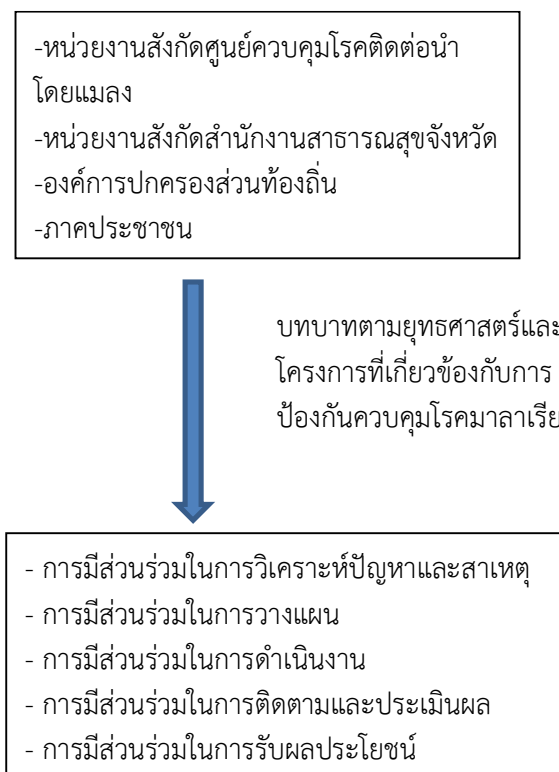 -หน่วยงานสังกัดศูนย์ควบคุมโรคติดต่อนำ
โดยแมลง
-หน่วยงานสังกัดสำนักงานสาธารณสุขจังหวัด
-องค์การปกครองส่วนท้องถิ่น
-ภาคประชาชน
บทบาทตามยุทธศาสตร์และ
โครงการที่เกี่ยวข้องกับการ
ป้องกันควบคุมโรคมาลาเรีย
- การมีส่วนร่วมในการวิเคราะห์ปัญหาและสาเหตุ
- การมีส่วนร่วมในการวางแผน
- การมีส่วนร่วมในการดำเนินงาน
- การมีส่วนร่วมในการติดตามและประเมินผล
- การมีส่วนร่วมในการรับผลประโยชน์